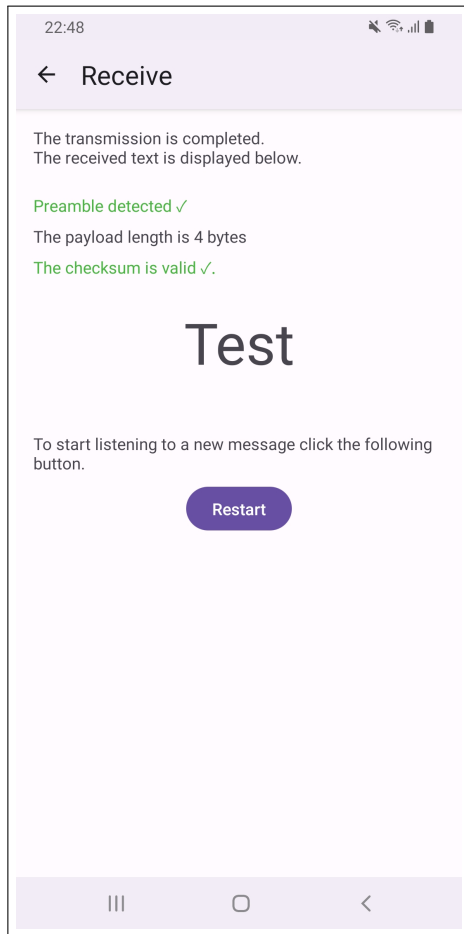 22:48
Receive
The transmission is completed.
The received text is displayed below.
Preamble detected ✓
The payload length is 4 bytes
The checksum is valid ✓.
Test
To start listening to a new message click the following
button.
Restart